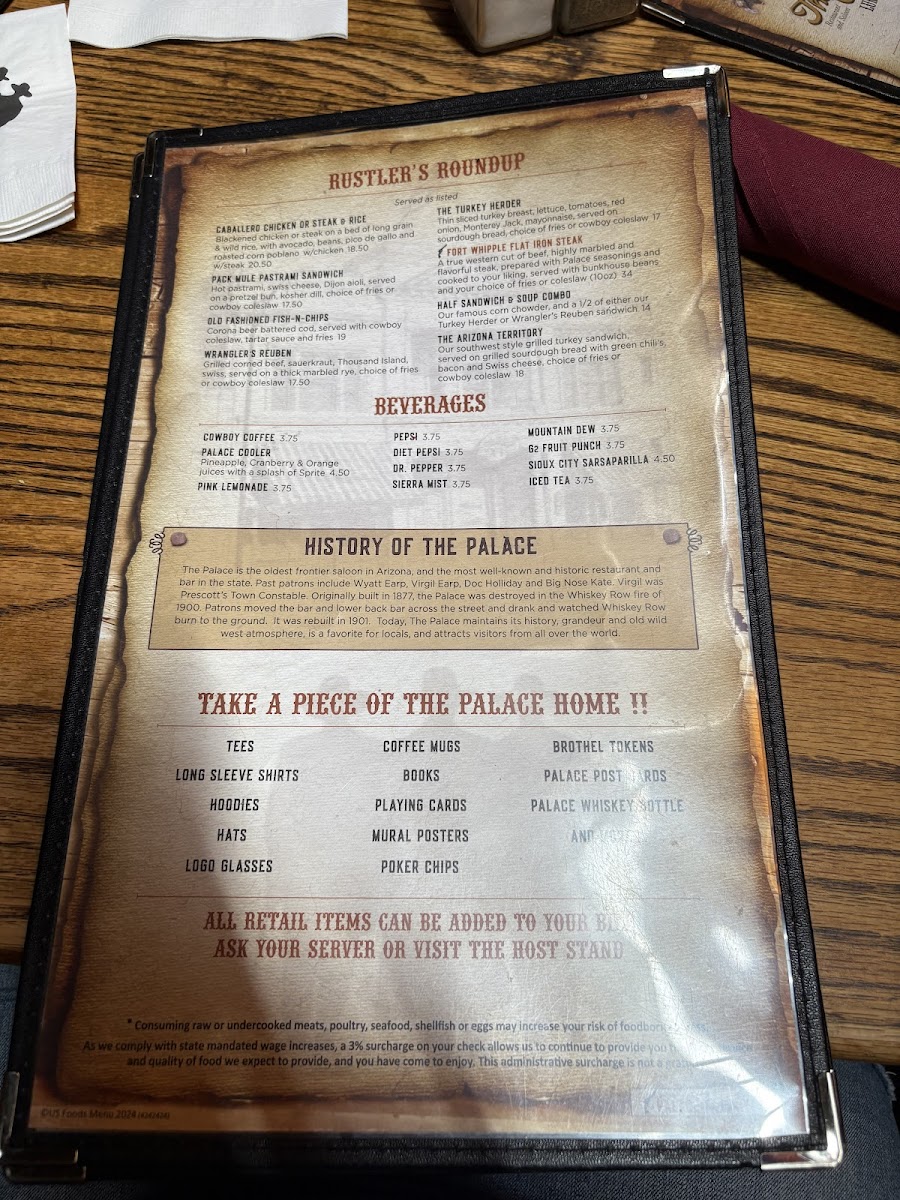 RUSTLER'S ROUNDUP
Served as listed
CABALLERO CHICKEN OR STEAK & RICE
Blackened chicken or steak on a bed of long grain
& wild rice, with avocado, beans, pico de gallo and
roasted corn poblano w/chicken 18.50
w/steak 20.50
PACK MULE PASTRAMI SANDWICH
Hot pastrami, swiss cheese, Dijon aioli, served
on a pretzel bun, kosher dill, choice of fries or
cowboy coleslaw 17.50
OLD FASHIONED FISH-N-CHIPS
Corona beer battered cod, served with cowboy
coleslaw, tartar sauce and fries 19
WRANGLER'S REUBEN
Grilled corned beef, sauerkraut, Thousand Island,
swiss, served on a thick marbled rye, choice of fries
or cowboy coleslaw 17.50
THE TURKEY HERDER
Thin sliced turkey breast, lettuce, tomatoes, red
onion, Monterey Jack, mayonnaise, served on
sourdough bread, choice of fries or cowboy coleslaw 17
FORT WHIPPLE FLAT IRON STEAK
A true western cut of beef, highly marbled and
flavorful steak, prepared with Palace seasonings and
cooked to your liking, served with bunkhouse beans
and your choice of fries or coleslaw (10oz) 34
HALF SANDWICH & SOUP COMBO
Our famous corn chowder, and a 1/2 of either our
Turkey Herder or Wrangler's Reuben sandwich 14
THE ARIZONA TERRITORY
Our southwest style grilled turkey sandwich,
served on grilled sourdough bread with green chili's,
bacon and Swiss cheese, choice of fries or
cowboy coleslaw 18
BEVERAGES
COWBOY COFFEE 3.75
PALACE COOLER
Pineapple, Cranberry & Orange
juices with a splash of Sprite 4.50
PINK LEMONADE 3.75
PEPSI 3.75
DIET PEPSI 3.75
DR. PEPPER 3.75
SIERRA MIST 3.75
MOUNTAIN DEW 3.75
G2 FRUIT PUNCH 3.75
SIOUX CITY SARSAPARILLA 4.50
ICED TEA 3.75
HISTORY OF THE PALACE
The Palace is the oldest frontier saloon in Arizona, and the most well-known and historic restaurant and
bar in the state. Past patrons include Wyatt Earp, Virgil Earp, Doc Holliday and Big Nose Kate. Virgil was
Prescott's Town Constable. Originally built in 1877, the Palace was destroyed in the Whiskey Row fire of
1900. Patrons moved the bar and lower back bar across the street and drank and watched Whiskey Row
burn to the ground. It was rebuilt in 1901. Today, The Palace maintains its history, grandeur and old wild
west atmosphere, is a favorite for locals, and attracts visitors from all over the world.
TAKE A PIECE OF THE PALACE HOME !!
TEES
LONG SLEEVE SHIRTS
HOODIES
HATS
LOGO GLASSES
COFFEE MUGS
BOOKS
PLAYING CARDS
MURAL POSTERS
POKER CHIPS
BROTHEL TOKENS
PALACE POST CARDS
PALACE WHISKEY BOTTLE
AND
ALL RETAIL ITEMS CAN BE ADDED TO YOUR
ASK YOUR SERVER OR VISIT THE HOST STAND
* Consuming raw or undercooked meats, poultry, seafood, shellfish or eggs may increase your risk of
As we comply with state mandated wage increases, a 3% surcharge on your check allows us to continue to provide you
and quality of food we expect to provide, and you have come to enjoy. This administrative surcharge is not a
©US Foods Menu 2024 (4242424)